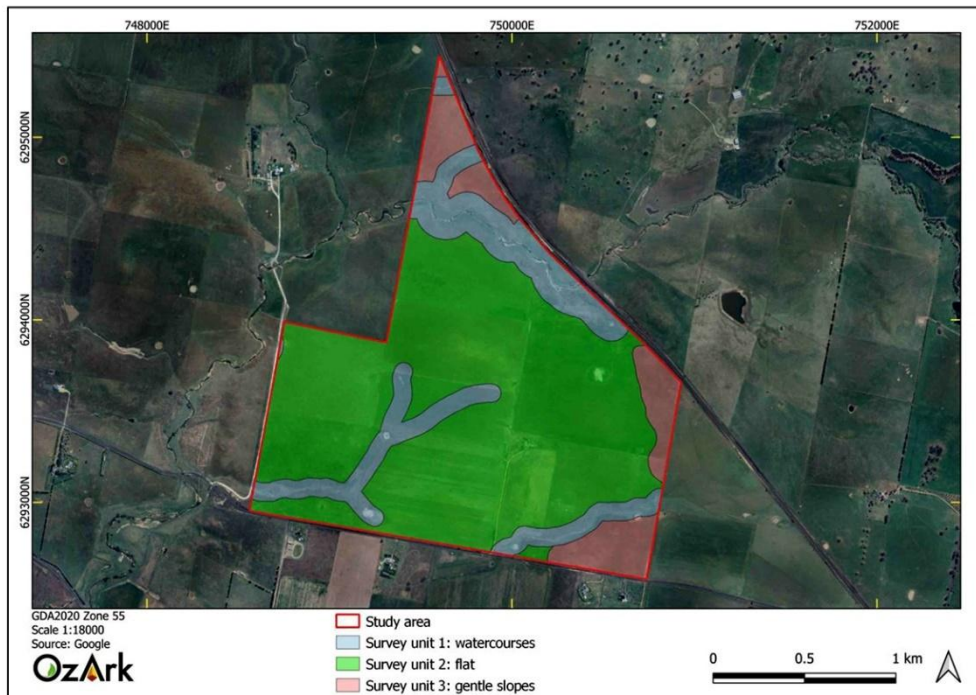 748000E
750000E
752000E
6295000N
6294000N
6293000N
GDA2020 Zone 55
Scale 1:18000
Source: Google
OzArk
Study area
Survey unit 1: watercourses
Survey unit 2: flat
Survey unit 3: gentle slopes
0 0.5 1 km